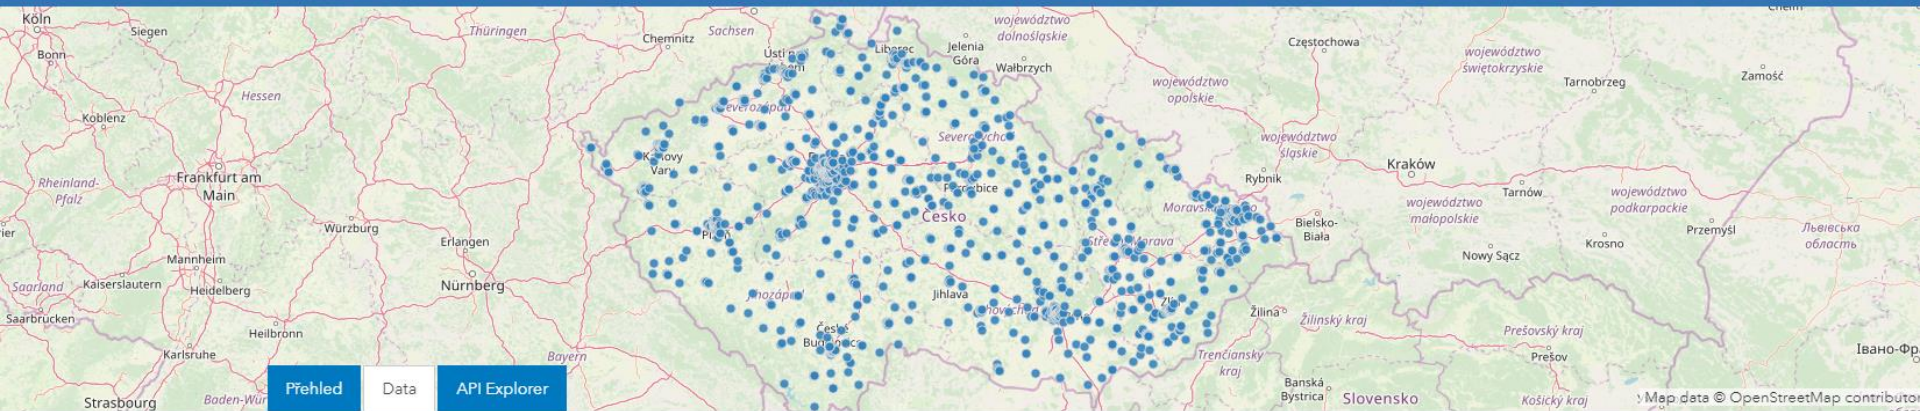 Köln
Siegen
Thüringen
Chemnitz
Sachsen
województwo
dolnośląskie
Bonn
Liberec
Jelenia
Góra
Wałbrzych
Częstochowa
województwo
świętokrzyskie
Tarnobrzeg
Zamość
Hessen
województwo
opolskie
Koblenz
województwo
śląskie
Kraków
Frankfurt am
Main
Rheinland-
Pfalz
Rybnik
Tarnów
województwo
podkarpackie
województwo
małopolskie
Česko
Würzburg
Erlangen
Bielsko-
Biała
Krosno
Przemyśl
Львівська
область
Mannheim
Nowy Sącz
Saarland
Kaiserslautern
Heidelberg
Nürnberg
Jihlava
Saarbrücken
Heilbronn
Žilina
Žilinský kraj
Prešovský kraj
Karlsruhe
Bayern
Trenčiansky
kraj
Prešov
Přehled
Data
API Explorer
Banská
Bystrica
Slovensko
Košický kraj
Strasbourg
Map data © OpenStreetMap contributor